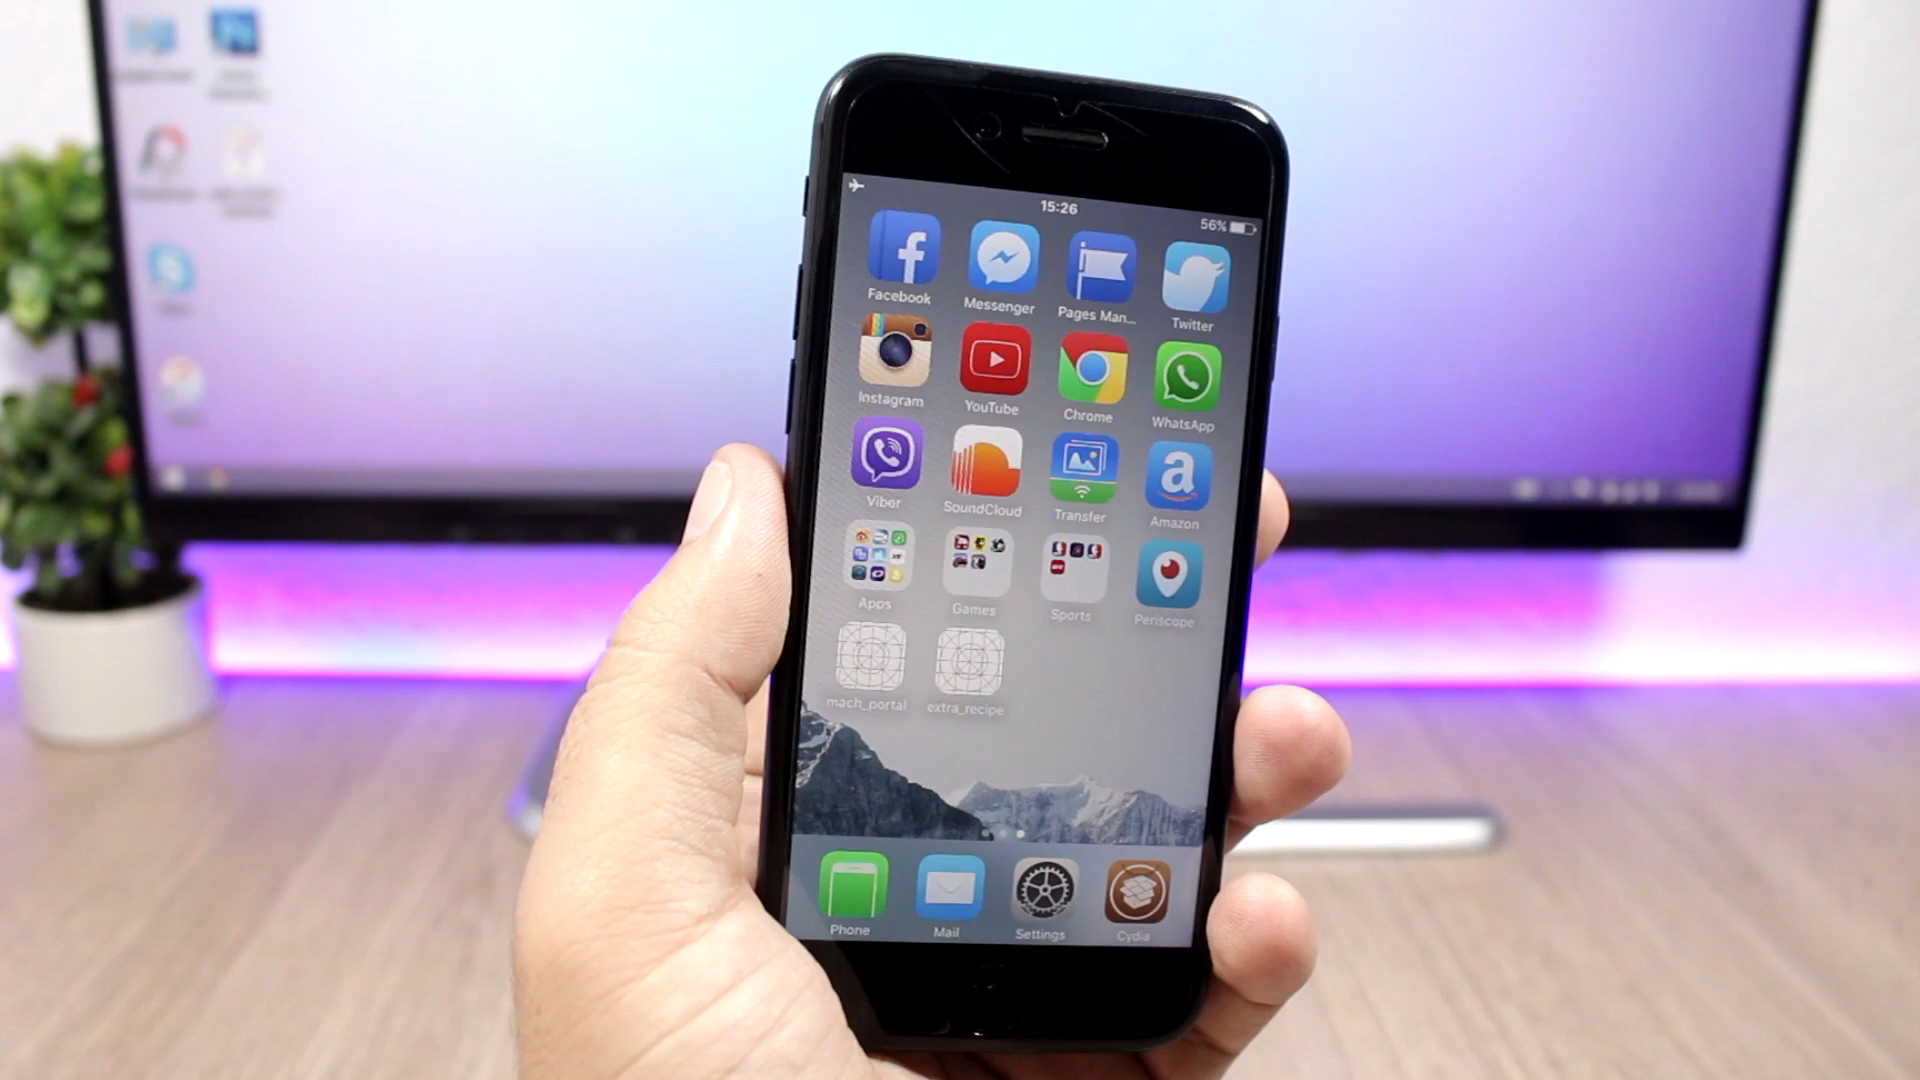 15:26
56%
Facebook
Messenger
Pages Man...
Twitter
Instagram
YouTube
Chrome
WhatsApp
Viber
SoundCloud
Transfer
Amazon
Apps
Games
Sports
Periscope
mach_portal
extra_recipe
Phone
Mail
Settings
Cydia